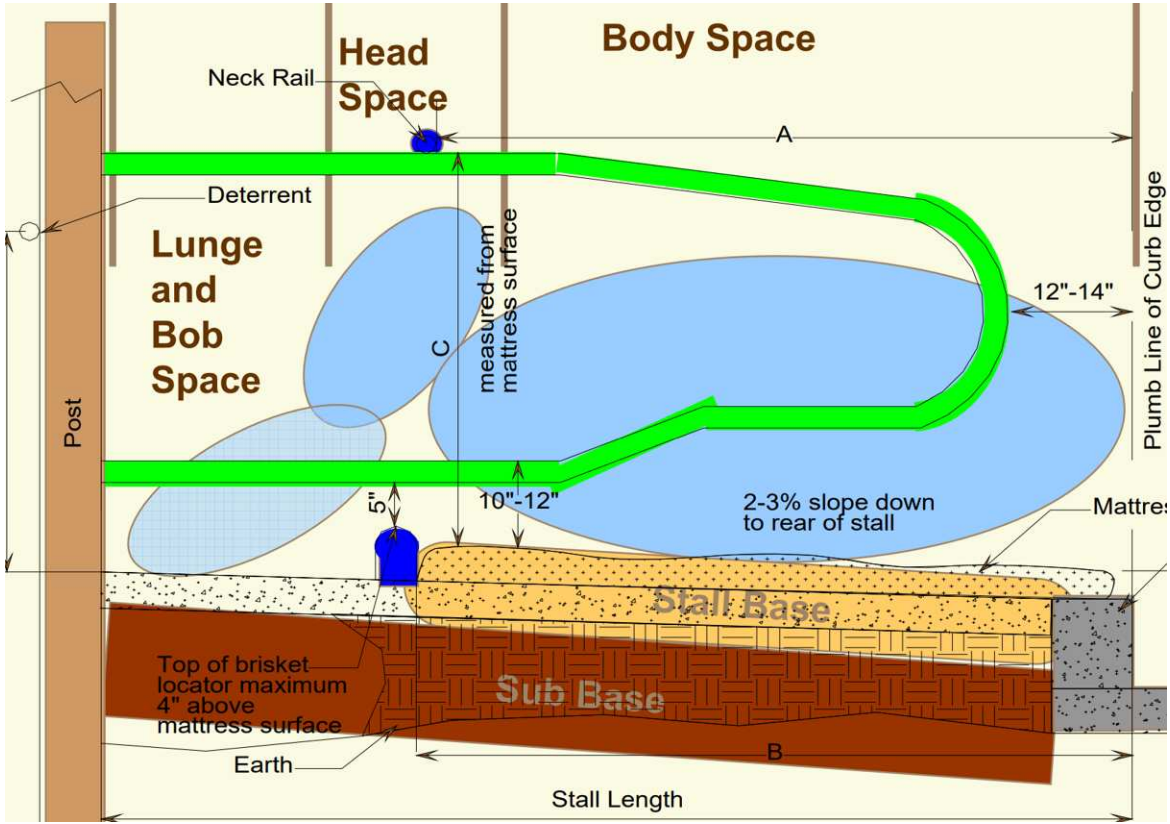 Body Space
Head
Space
Neck Rail
A
Deterrent
Lunge
and
Bob
Space
measured from
mattress surface
C
12"-14"
Plumb Line of Curb Edge
Post
5"
10"-12"
2-3% slope down
to rear of stall
Mattres
Stall Base
Top of brisket
locator maximum
4" above
mattress surface
Sub Base
Earth
B
Stall Length